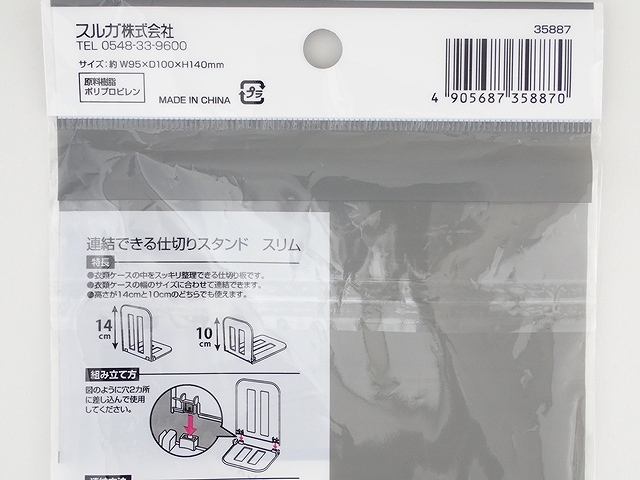 スルガ株式会社
TEL 0548-33-9600
35887
サイズ：約 W95×D100×H140mm
原料樹脂
ポリプロピレン
MADE IN CHINA
プラ
4 905687 358870
連結できる仕切りスタンド スリム
特長
●衣類ケースの中をスッキリ整理できる仕切り板です。
●衣類ケースの幅のサイズに合わせて連結できます。
●高さが14cmと10cmのどちらでも使えます。
14cm
10cm
組み立て方
図のように穴2カ所
に差し込んで使用
してください。